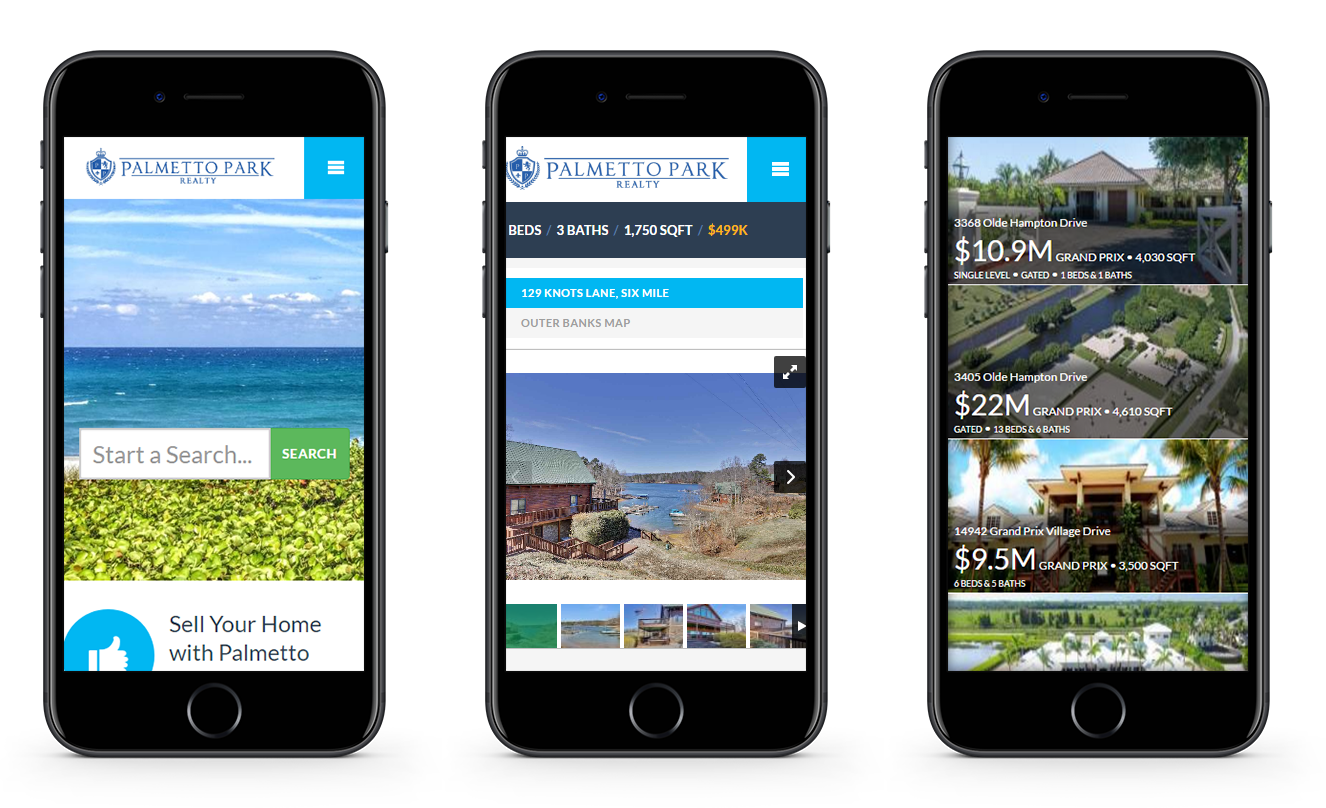 PALMETTO PARK
REALTY
Start a Search...
SEARCH
Sell Your Home
with Palmetto
PALMETTO PARK
REALTY
BEDS / 3 BATHS / 1,750 SQFT / $499K
129 KNOTS LANE, SIX MILE
OUTER BANKS MAP
3368 Olde Hampton Drive
$10.9M GRAND PRIX • 4,030 SQFT
SINGLE LEVEL • GATED • 1 BEDS & 1 BATHS
3405 Olde Hampton Drive
$22M GRAND PRIX • 4,610 SQFT
GATED • 13 BEDS & 6 BATHS
14942 Grand Prix Village Drive
$9.5M GRAND PRIX • 3,500 SQFT
6 BEDS & 5 BATHS